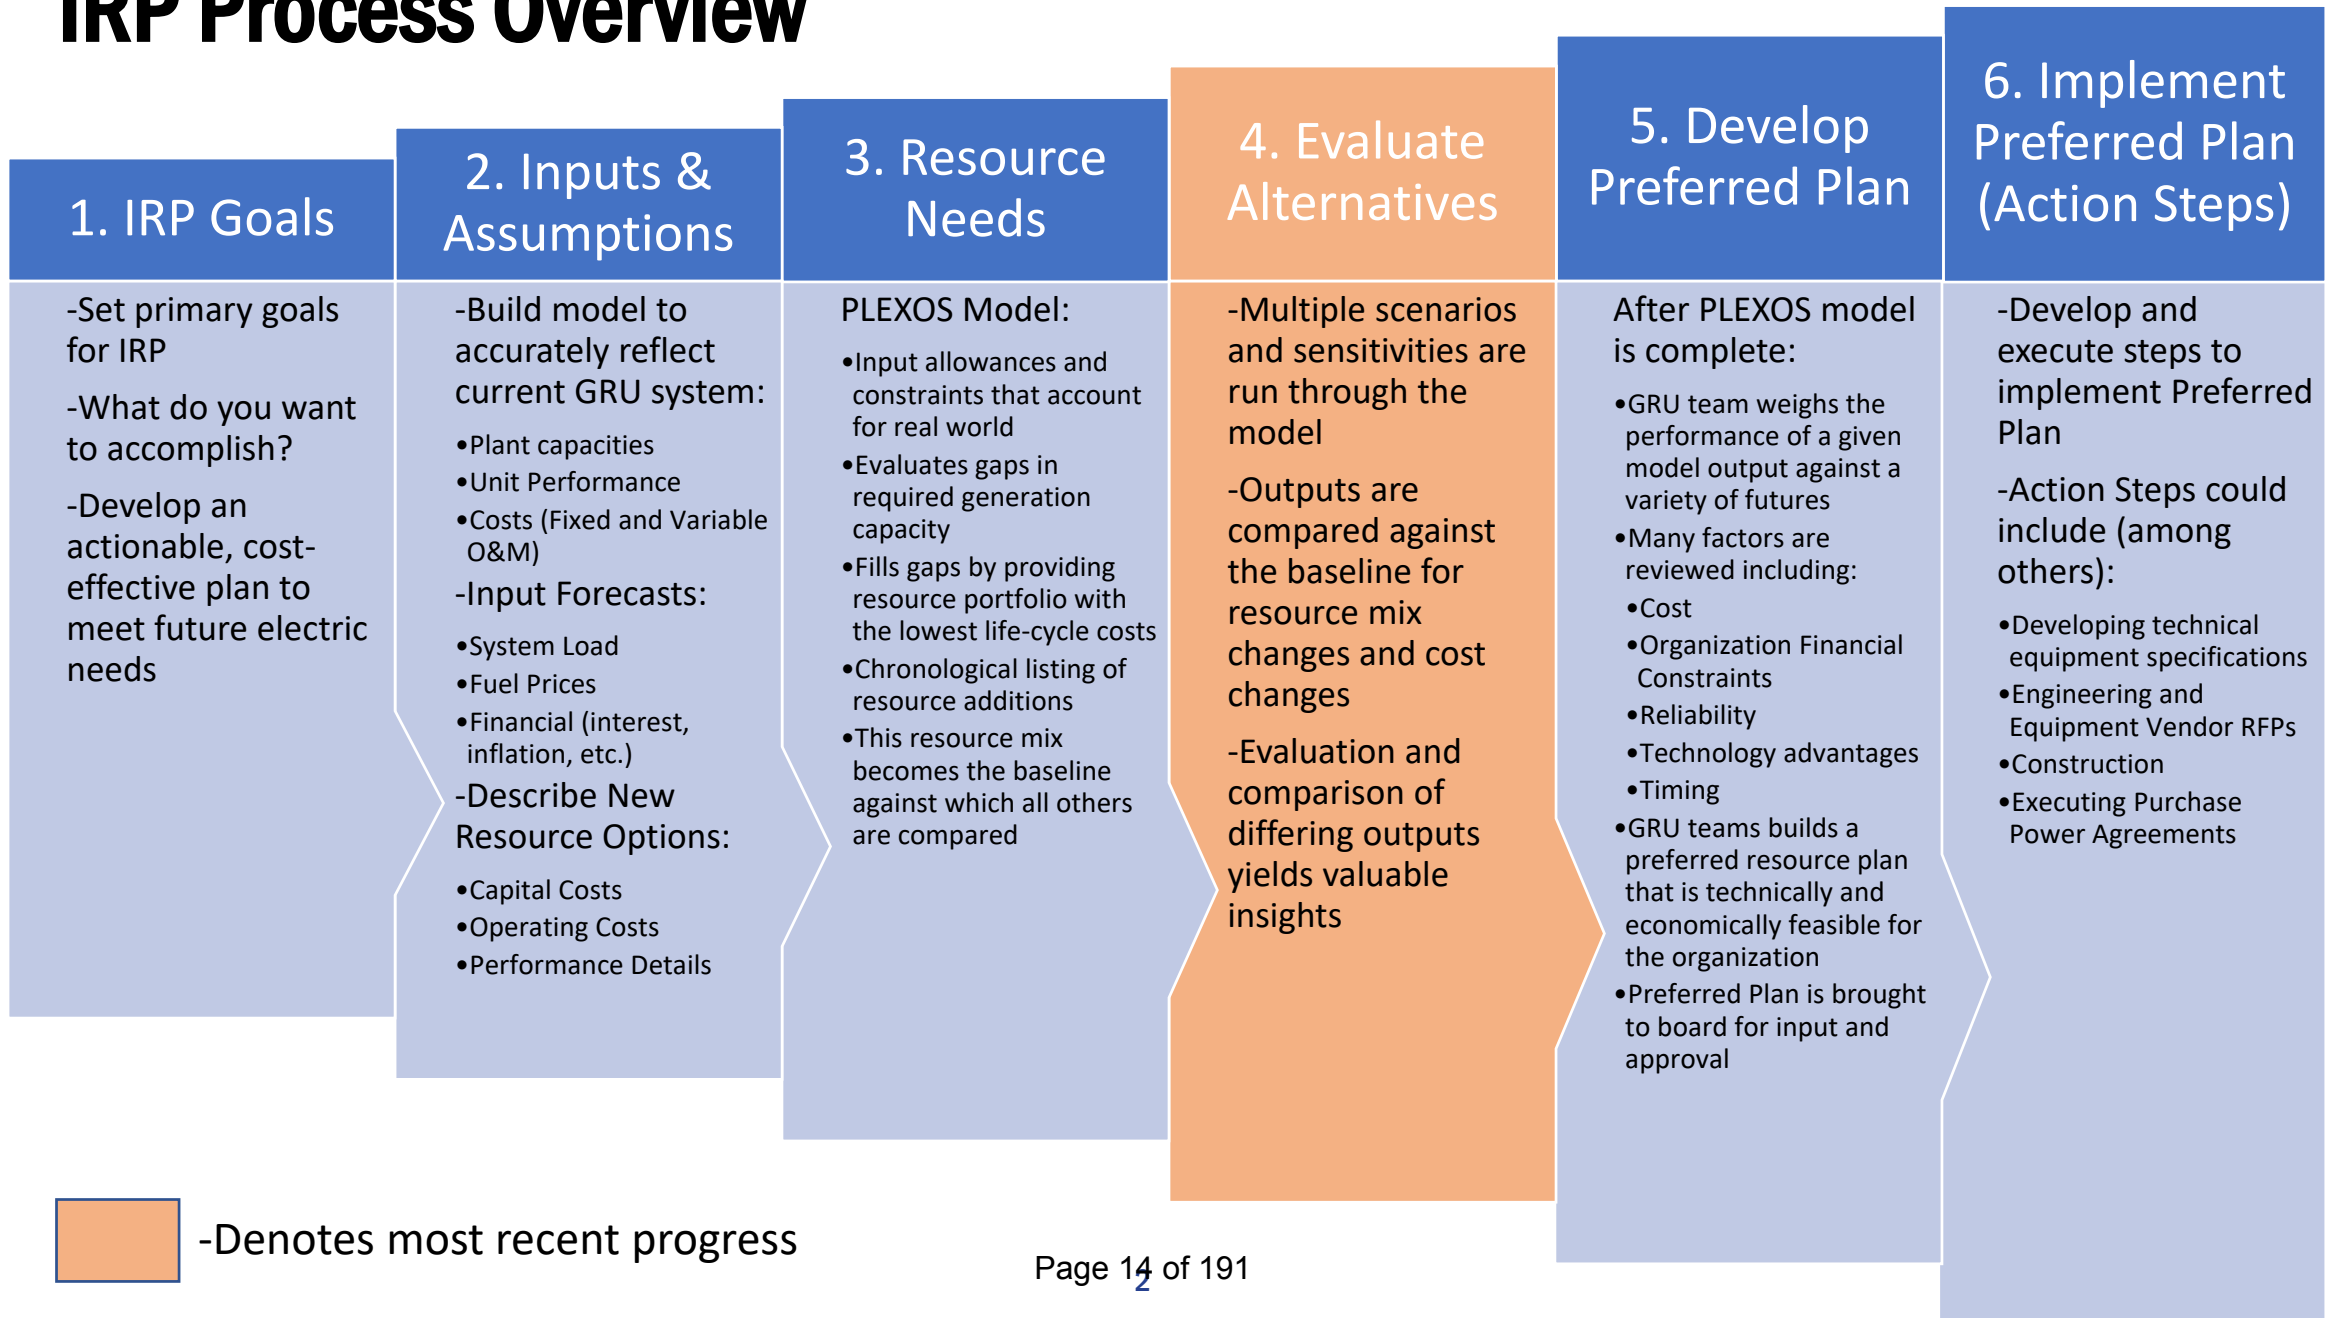 IRP Process Overview
1. IRP Goals
-Set primary goals
for IRP
-What do you want
to accomplish?
-Develop an
actionable, cost-
effective plan to
meet future electric
needs
2. Inputs &
Assumptions
-Build model to
accurately reflect
current GRU system:
•Plant capacities
•Unit Performance
•Costs (Fixed and Variable
O&M)
-Input Forecasts:
•System Load
•Fuel Prices
•Financial (interest,
inflation, etc.)
-Describe New
Resource Options:
•Capital Costs
•Operating Costs
•Performance Details
3. Resource
Needs
PLEXOS Model:
•Input allowances and
constraints that account
for real world
•Evaluates gaps in
required generation
capacity
•Fills gaps by providing
resource portfolio with
the lowest life-cycle costs
•Chronological listing of
resource additions
•This resource mix
becomes the baseline
against which all others
are compared
4. Evaluate
Alternatives
-Multiple scenarios
and sensitivities are
run through the
model
-Outputs are
compared against
the baseline for
resource mix
changes and cost
changes
-Evaluation and
comparison of
differing outputs
yields valuable
insights
5. Develop
Preferred Plan
After PLEXOS model
is complete:
•GRU team weighs the
performance of a given
model output against a
variety of futures
•Many factors are
reviewed including:
•Cost
•Organization Financial
Constraints
•Reliability
•Technology advantages
•Timing
•GRU teams builds a
preferred resource plan
that is technically and
economically feasible for
the organization
•Preferred Plan is brought
to board for input and
approval
6. Implement
Preferred Plan
(Action Steps)
-Develop and
execute steps to
implement Preferred
Plan
-Action Steps could
include (among
others):
•Developing technical
equipment specifications
•Engineering and
Equipment Vendor RFPs
•Construction
•Executing Purchase
Power Agreements
-Denotes most recent progress
Page 14 of 191
2